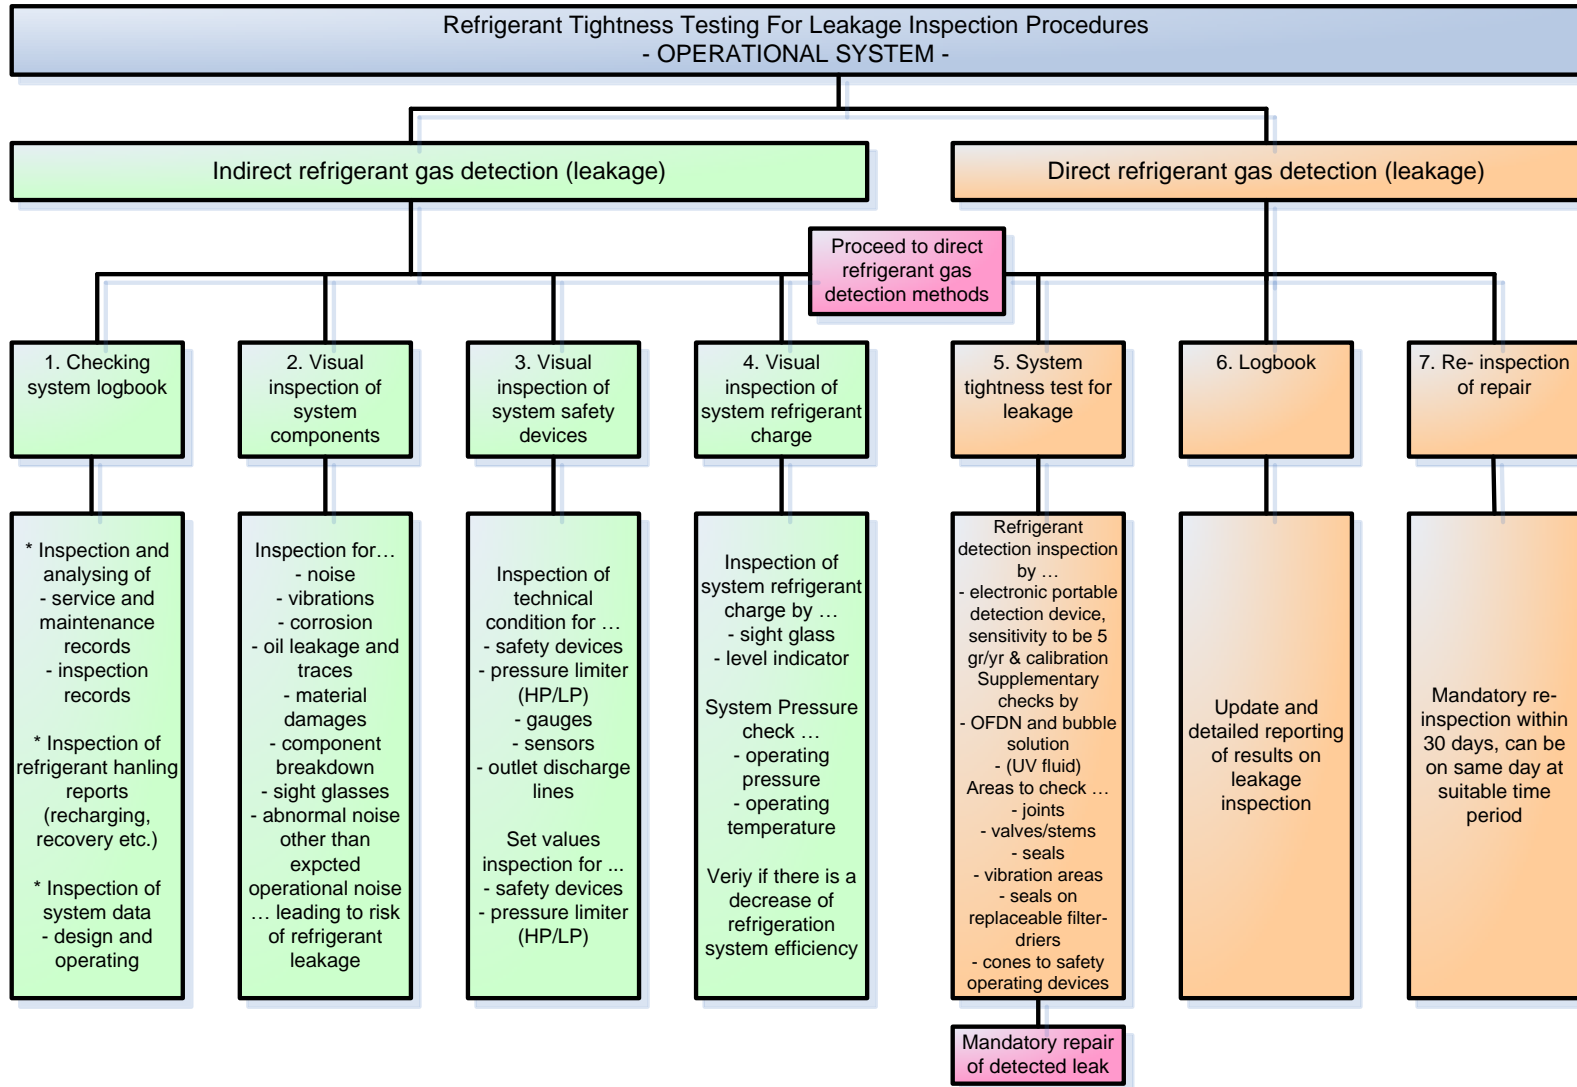 Refrigerant Tightness Testing For Leakage Inspection Procedures
- OPERATIONAL SYSTEM -
Indirect refrigerant gas detection (leakage)
Direct refrigerant gas detection (leakage)
Proceed to direct
refrigerant gas
detection methods
1. Checking
system logbook
2. Visual
inspection of
system
components
3. Visual
inspection of
system safety
devices
4. Visual
inspection of
system refrigerant
charge
5. System
tightness test for
leakage
6. Logbook
7. Re- inspection
of repair
* Inspection and
analysing of
- service and
maintenance
records
- inspection
records
* Inspection of
refrigerant hanling
reports
(recharging,
recovery etc.)
* Inspection of
system data
- design and
operating
Inspection for…
- noise
- vibrations
- corrosion
- oil leakage and
traces
- material
damages
- component
breakdown
- sight glasses
- abnormal noise
other than
expcted
operational noise
… leading to risk
of refrigerant
leakage
Inspection of
technical
condition for …
- safety devices
- pressure limiter
(HP/LP)
- gauges
- sensors
- outlet discharge
lines
Set values
inspection for ...
- safety devices
- pressure limiter
(HP/LP)
Inspection of
system refrigerant
charge by …
- sight glass
- level indicator
System Pressure
check …
- operating
pressure
- operating
temperature
Veriy if there is a
decrease of
refrigeration
system efficiency
Refrigerant
detection inspection
by …
- electronic portable
detection device,
sensitivity to be 5
gr/yr & calibration
Supplementary
checks by
- OFDN and bubble
solution
- (UV fluid)
Areas to check …
- joints
- valves/stems
- seals
- vibration areas
- seals on
replaceable filter-
driers
- cones to safety
operating devices
Update and
detailed reporting
of results on
leakage
inspection
Mandatory re-
inspection within
30 days, can be
on same day at
suitable time
period
Mandatory repair
of detected leak